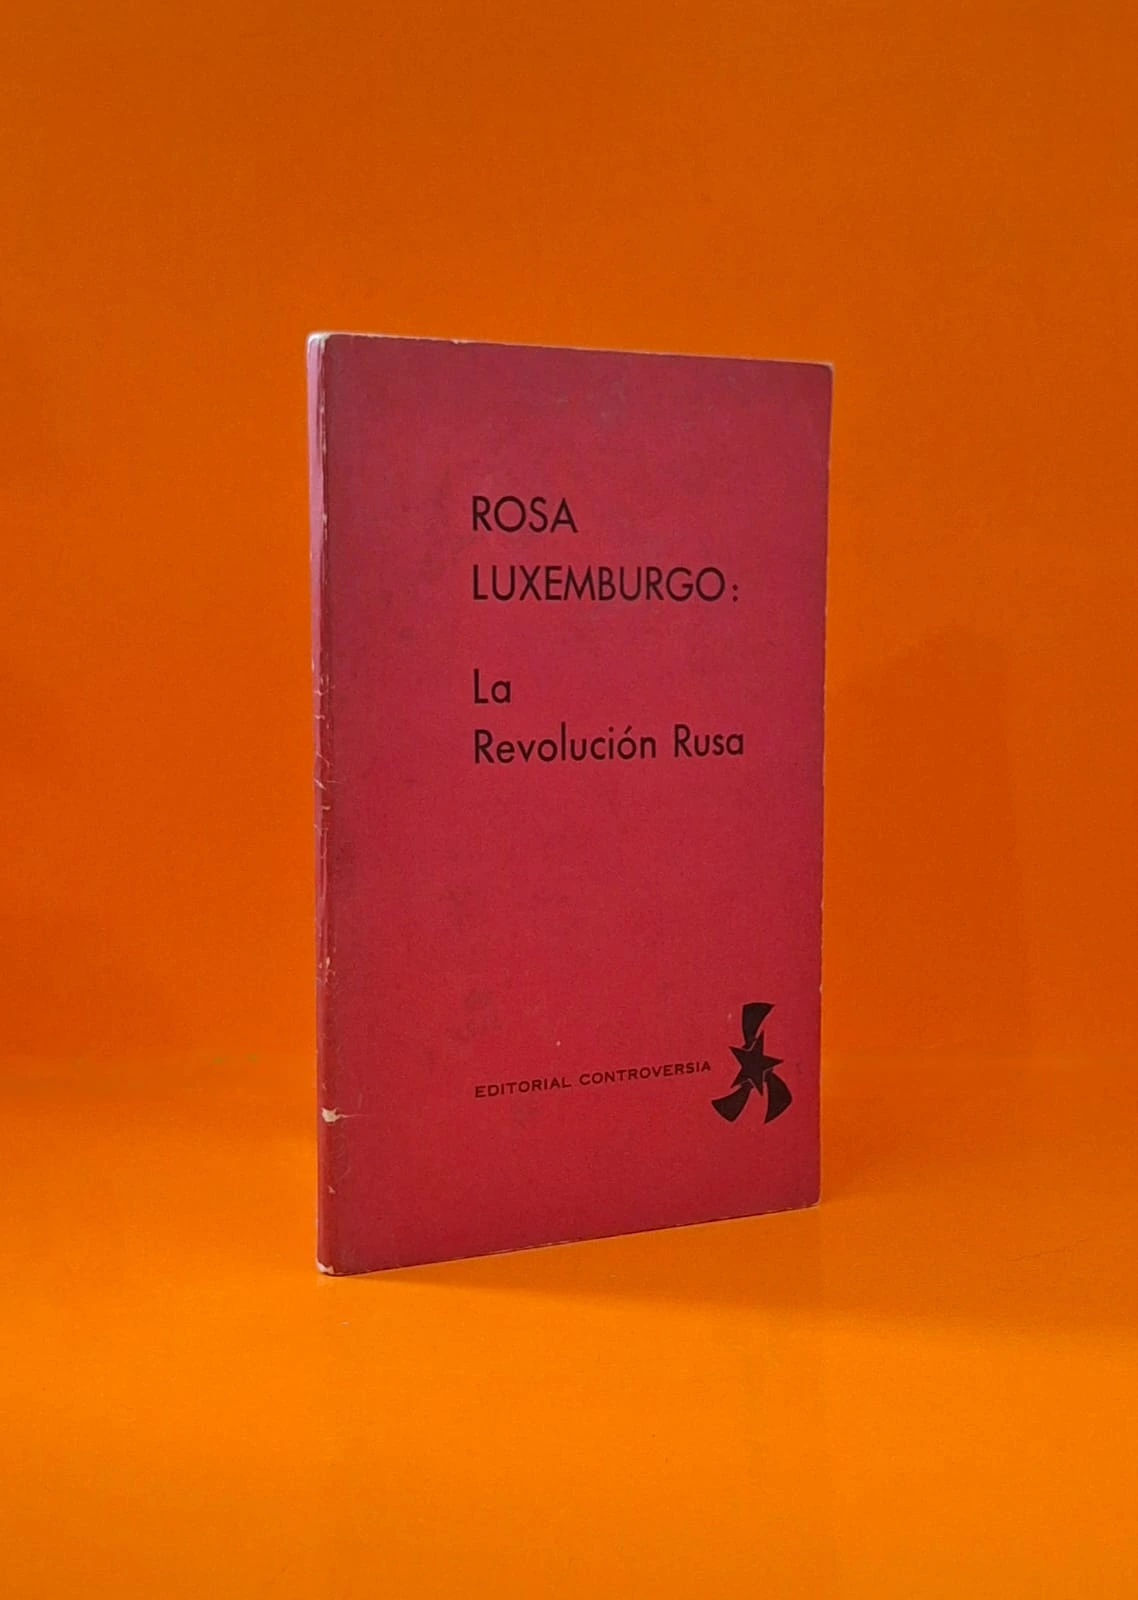 ROSA
LUXEMBURGO:
La
Revolución Rusa
EDITORIAL CONTROVERSIA